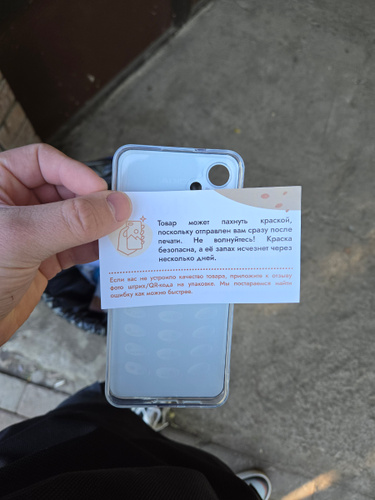 Товар может пахнуть краской,
поскольку отправлен вам сразу после
печати. Не волнуйтесь! Краска
безопасна, а её запах исчезнет через
несколько дней.
Если вас не устроило качество товара, приложите к отзыву
фото штрих/QR-кода на упаковке. Мы постараемся найти
ошибку как можно быстрее.